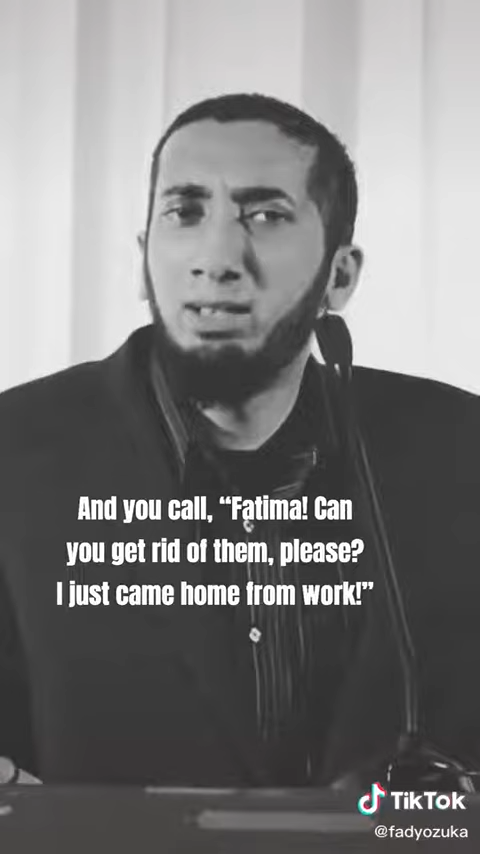 And you call, “Fatima! Can
you get rid of them, please?
I just came home from work!”
TikTok
@fadyozuka